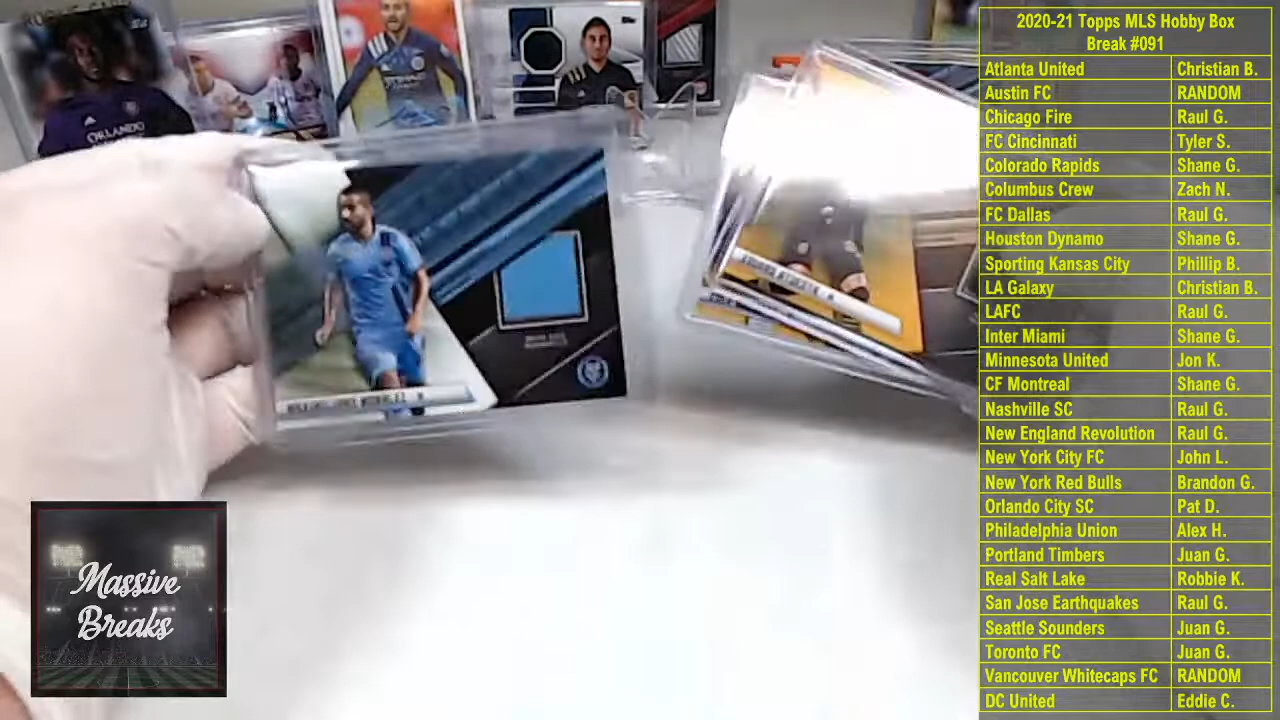 2020-21 Topps MLS Hobby Box
Break #091
Atlanta United Christian B.
Austin FC RANDOM
Chicago Fire Raul G.
FC Cincinnati Tyler S.
Colorado Rapids Shane G.
Columbus Crew Zach N.
FC Dallas Raul G.
Houston Dynamo Shane G.
Sporting Kansas City Phillip B.
LA Galaxy Christian B.
LAFC Raul G.
Inter Miami Shane G.
Minnesota United Jon K.
CF Montreal Shane G.
Nashville SC Raul G.
New England Revolution Raul G.
New York City FC John L.
New York Red Bulls Brandon G.
Orlando City SC Pat D.
Philadelphia Union Alex H.
Portland Timbers Juan G.
Real Salt Lake Robbie K.
San Jose Earthquakes Raul G.
Seattle Sounders Juan G.
Toronto FC Juan G.
Vancouver Whitecaps FC RANDOM
DC United Eddie C.
ORLANDO
Massive
Breaks